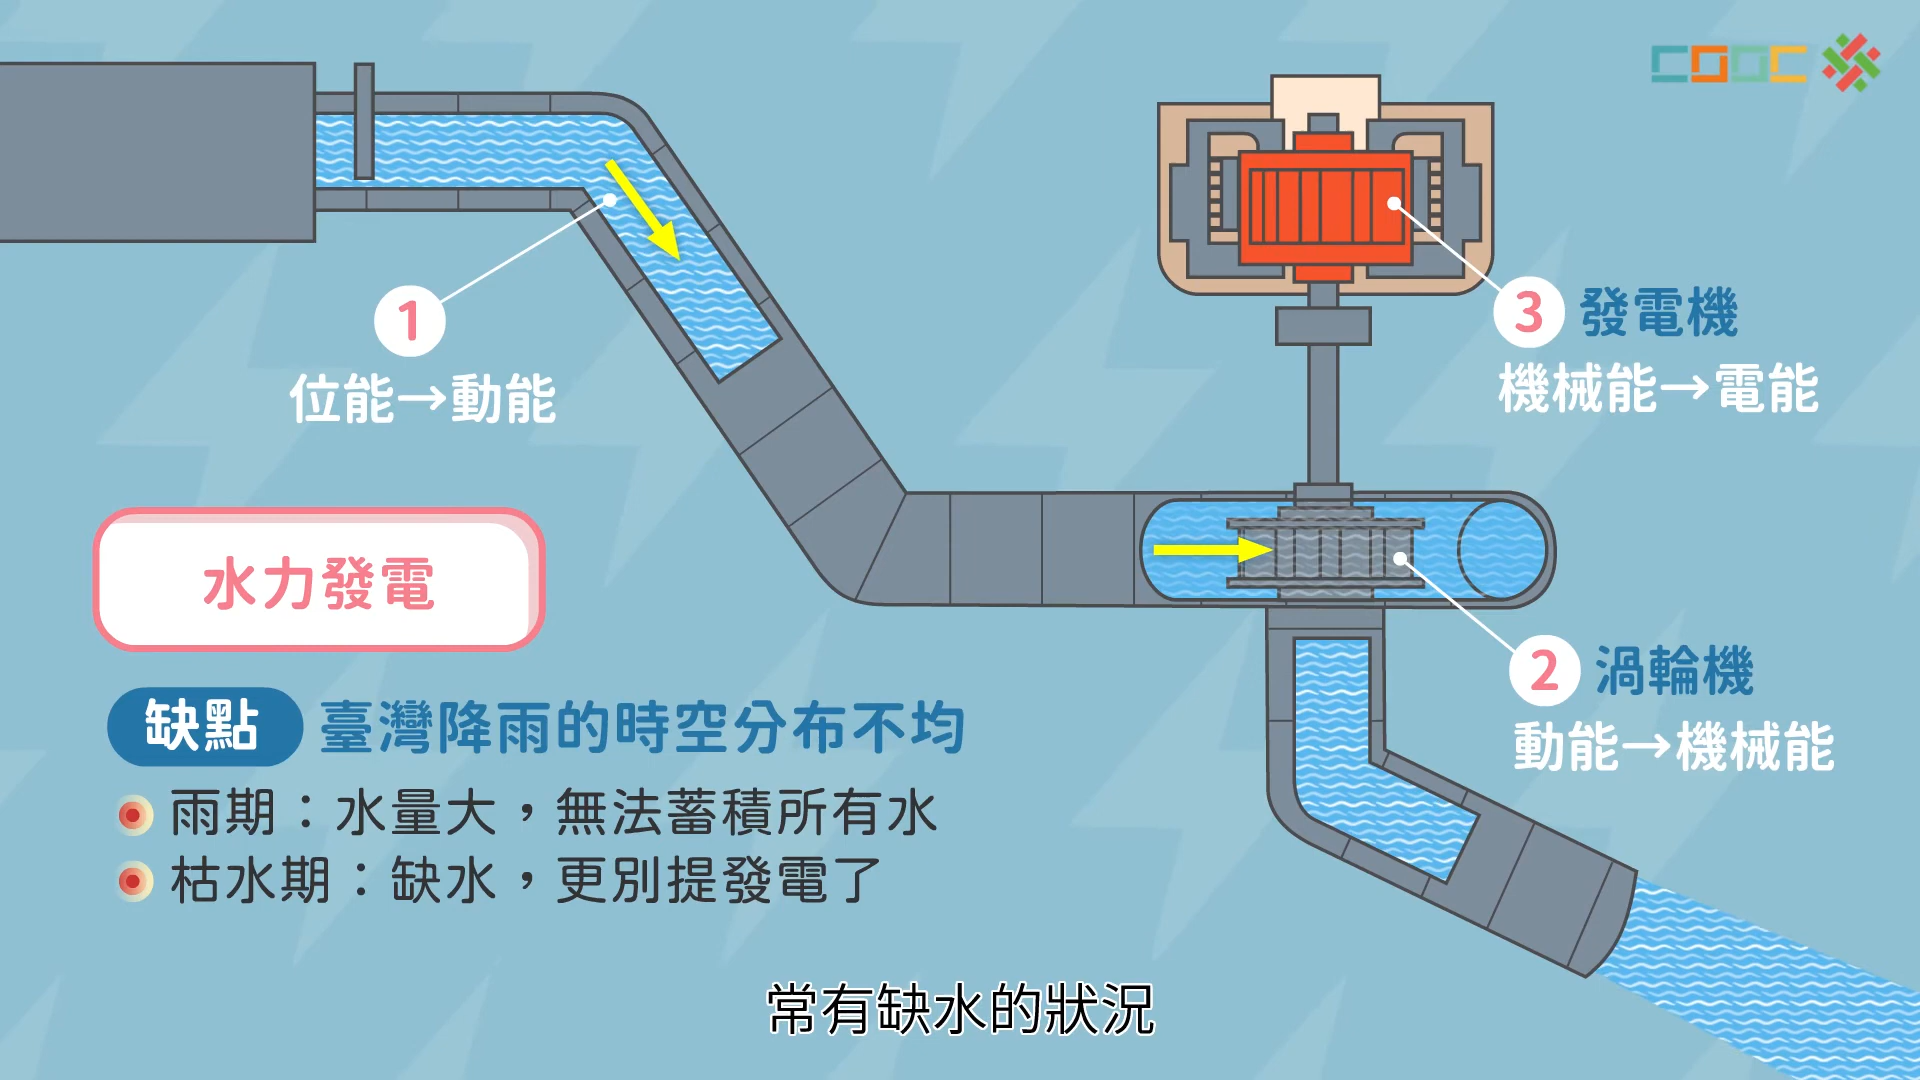 COOC
1
位能→動能
3 發電機
機械能→電能
水力發電
2 渦輪機
動能→機械能
缺點 臺灣降雨的時空分布不均
雨期：水量大，無法蓄積所有水
枯水期：缺水，更別提發電了
常有缺水的狀況